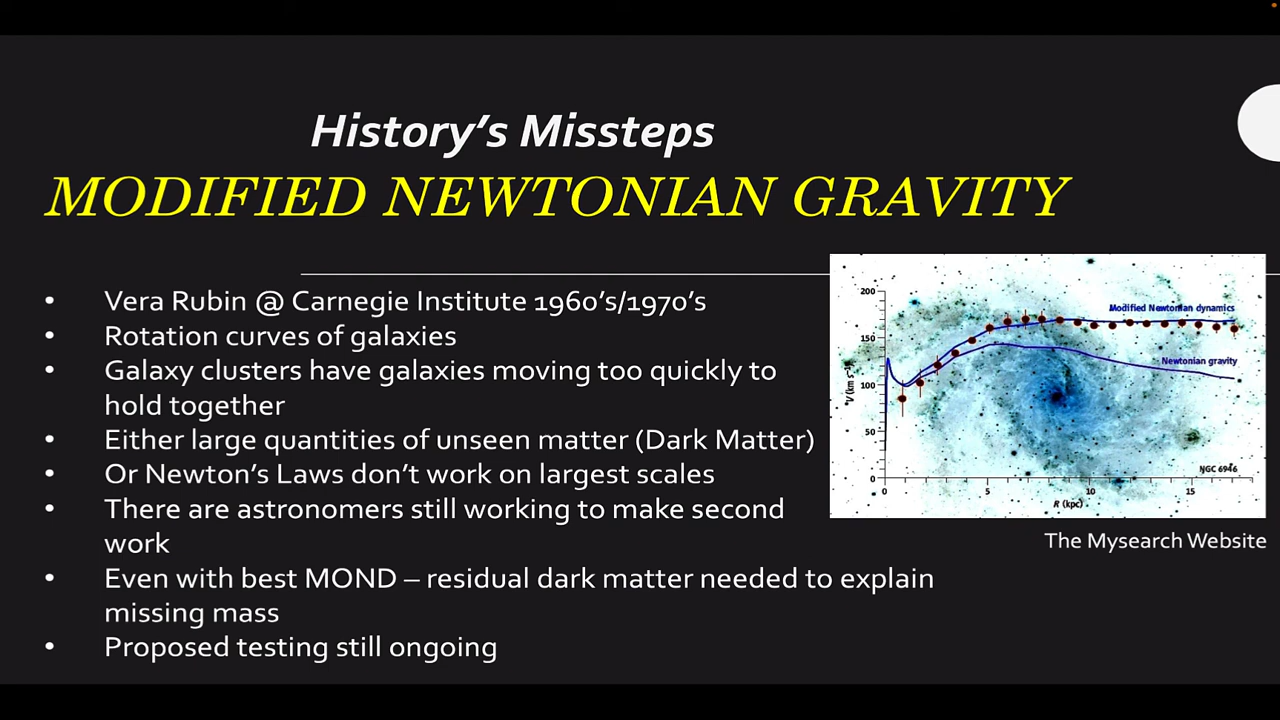 History's Missteps
MODIFIED NEWTONIAN GRAVITY
• Vera Rubin @ Carnegie Institute 1960's/1970's
• Rotation curves of galaxies
• Galaxy clusters have galaxies moving too quickly to
hold together
• Either large quantities of unseen matter (Dark Matter)
• Or Newton's Laws don't work on largest scales
• There are astronomers still working to make second
work
• Even with best MOND – residual dark matter needed to explain
missing mass
• Proposed testing still ongoing
200
Modified Newtonian dynamics
150
Newtonian gravity
100
V (km s⁻¹)
50
NGC 6946
0
0 5 10 15
R (kpc)
The Mysearch Website